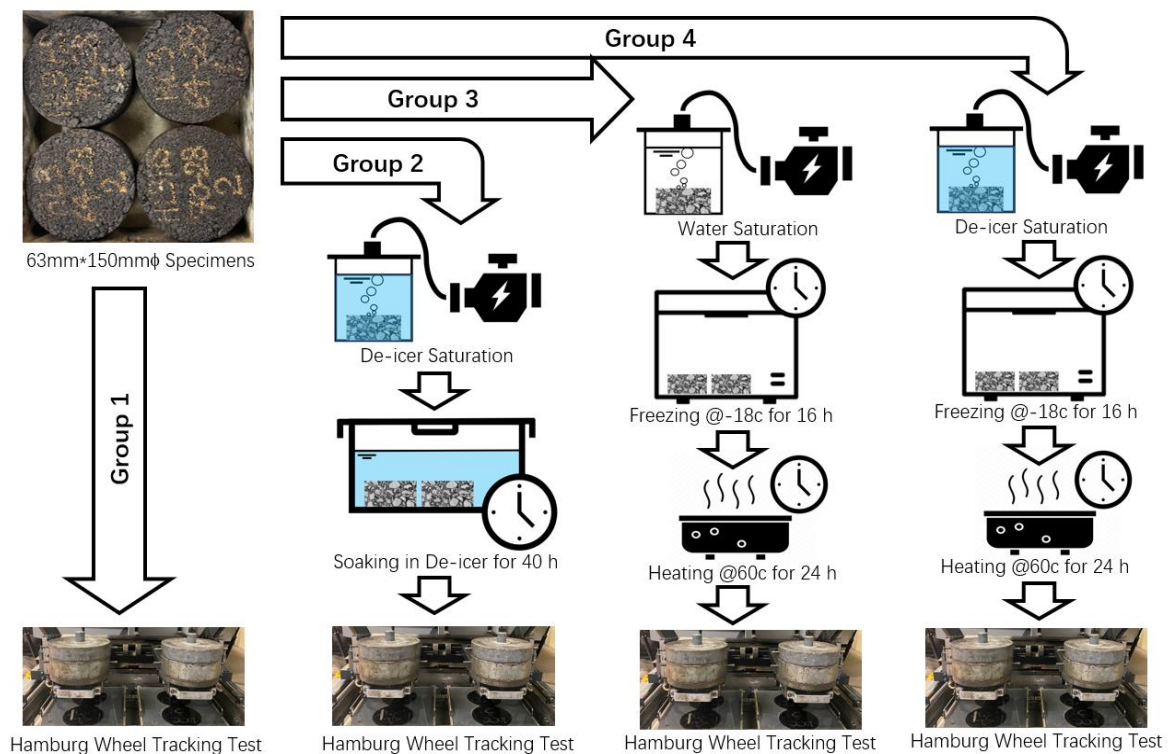 Group 4
Group 3
Group 2
63mm*150mmϕ Specimens
Water Saturation
De-icer Saturation
De-icer Saturation
Group 1
Freezing @-18c for 16 h
Freezing @-18c for 16 h
Soaking in De-icer for 40 h
Heating @60c for 24 h
Heating @60c for 24 h
Hamburg Wheel Tracking Test
Hamburg Wheel Tracking Test
Hamburg Wheel Tracking Test
Hamburg Wheel Tracking Test